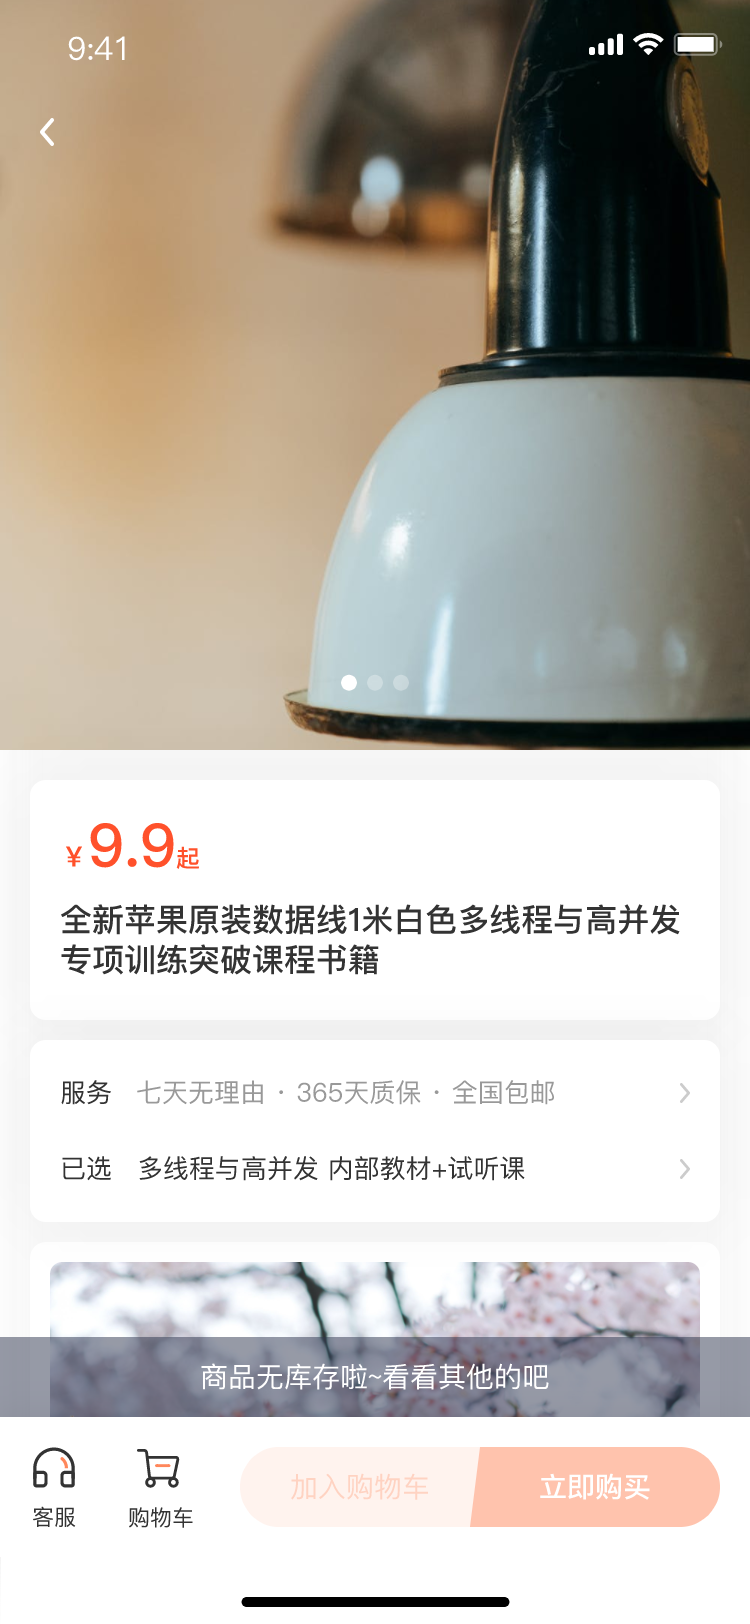 9:41
¥9.9起
全新苹果原装数据线1米白色多线程与高并发
专项训练突破课程书籍
服务 七天无理由 · 365天质保 · 全国包邮
已选 多线程与高并发 内部教材+试听课
商品无库存啦~看看其他的吧
加入购物车 立即购买
客服 购物车